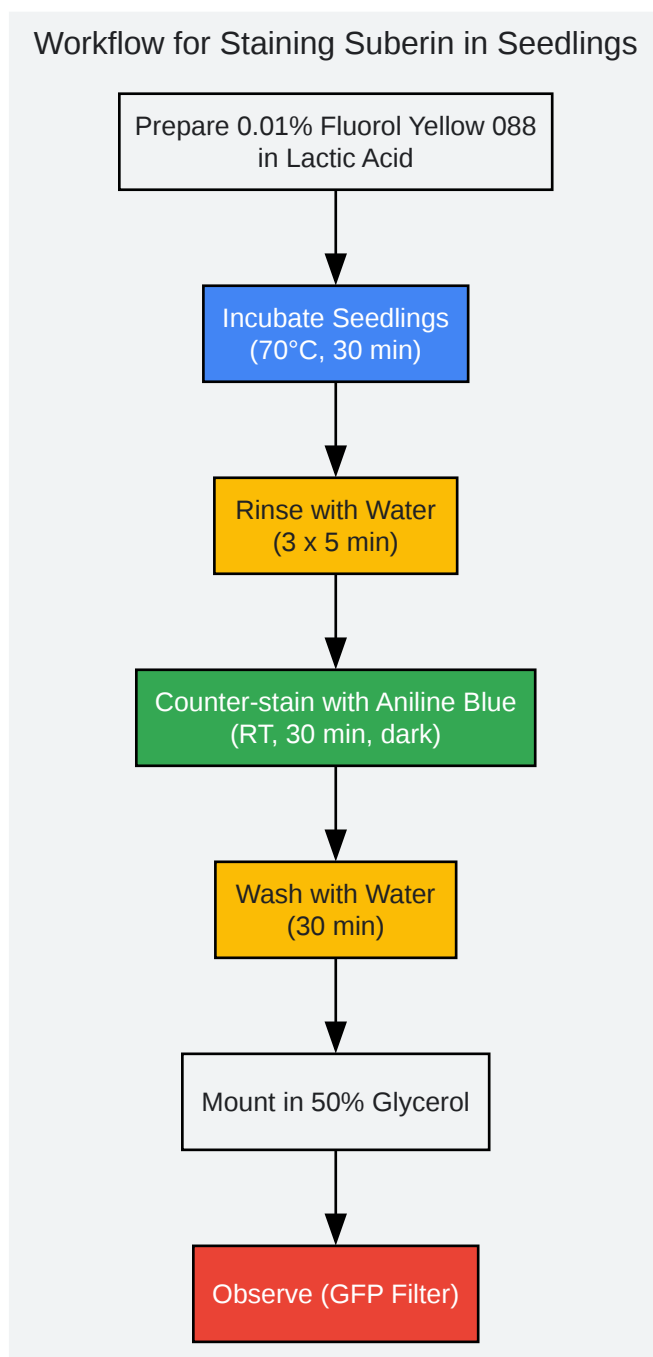 Workflow for Staining Suberin in Seedlings
Prepare 0.01% Fluorol Yellow 088
in Lactic Acid
Incubate Seedlings
(70°C, 30 min)
Rinse with Water
(3 x 5 min)
Counter-stain with Aniline Blue
(RT, 30 min, dark)
Wash with Water
(30 min)
Mount in 50% Glycerol
Observe (GFP Filter)